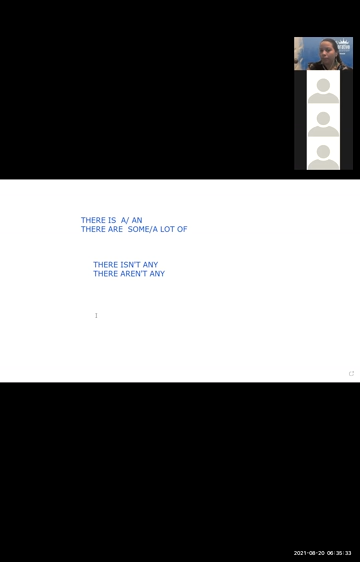 THERE IS A/ AN
THERE ARE SOME/A LOT OF
THERE ISN'T ANY
THERE AREN'T ANY
2021-08-20 06:35:33